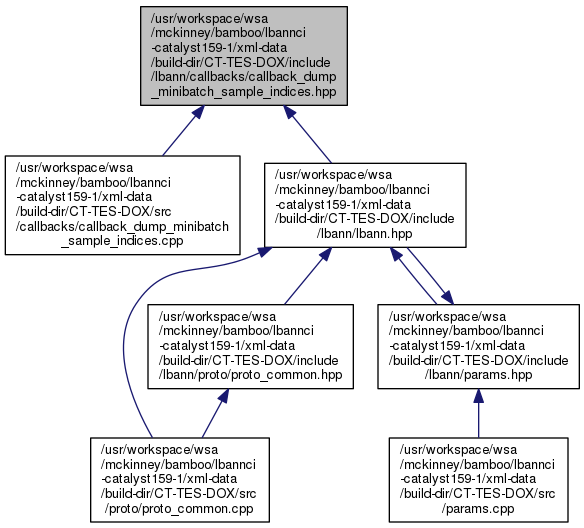 /usr/workspace/wsa
/mckinney/bamboo/lbannci
-catalyst159-1/xml-data
/build-dir/CT-TES-DOX/include
/lbann/callbacks/callback_dump
_minibatch_sample_indices.hpp
/usr/workspace/wsa
/mckinney/bamboo/lbannci
-catalyst159-1/xml-data
/build-dir/CT-TES-DOX/src
/callbacks/callback_dump_minibatch
_sample_indices.cpp
/usr/workspace/wsa
/mckinney/bamboo/lbannci
-catalyst159-1/xml-data
/build-dir/CT-TES-DOX/include
/lbann/lbann.hpp
/usr/workspace/wsa
/mckinney/bamboo/lbannci
-catalyst159-1/xml-data
/build-dir/CT-TES-DOX/include
/lbann/proto/proto_common.hpp
/usr/workspace/wsa
/mckinney/bamboo/lbannci
-catalyst159-1/xml-data
/build-dir/CT-TES-DOX/include
/lbann/params.hpp
/usr/workspace/wsa
/mckinney/bamboo/lbannci
-catalyst159-1/xml-data
/build-dir/CT-TES-DOX/src
/proto/proto_common.cpp
/usr/workspace/wsa
/mckinney/bamboo/lbannci
-catalyst159-1/xml-data
/build-dir/CT-TES-DOX/src
/params.cpp